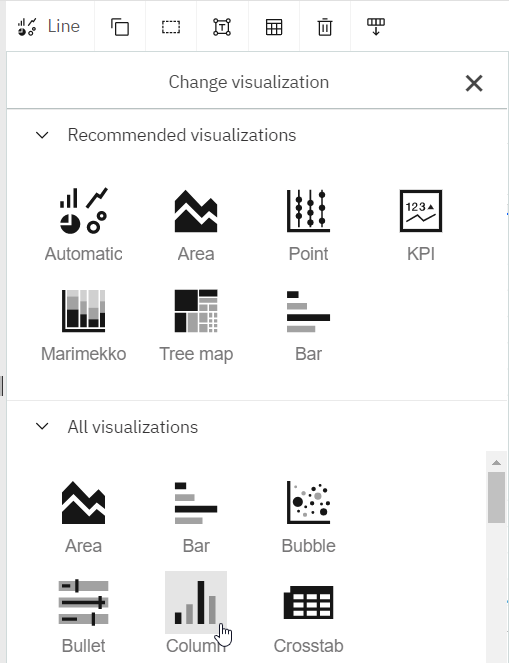 Line
Change visualization
Recommended visualizations
Automatic
Area
Point
123
KPI
Marimekko
Tree map
Bar
All visualizations
Area
Bar
Bubble
Bullet
Column
Crosstab